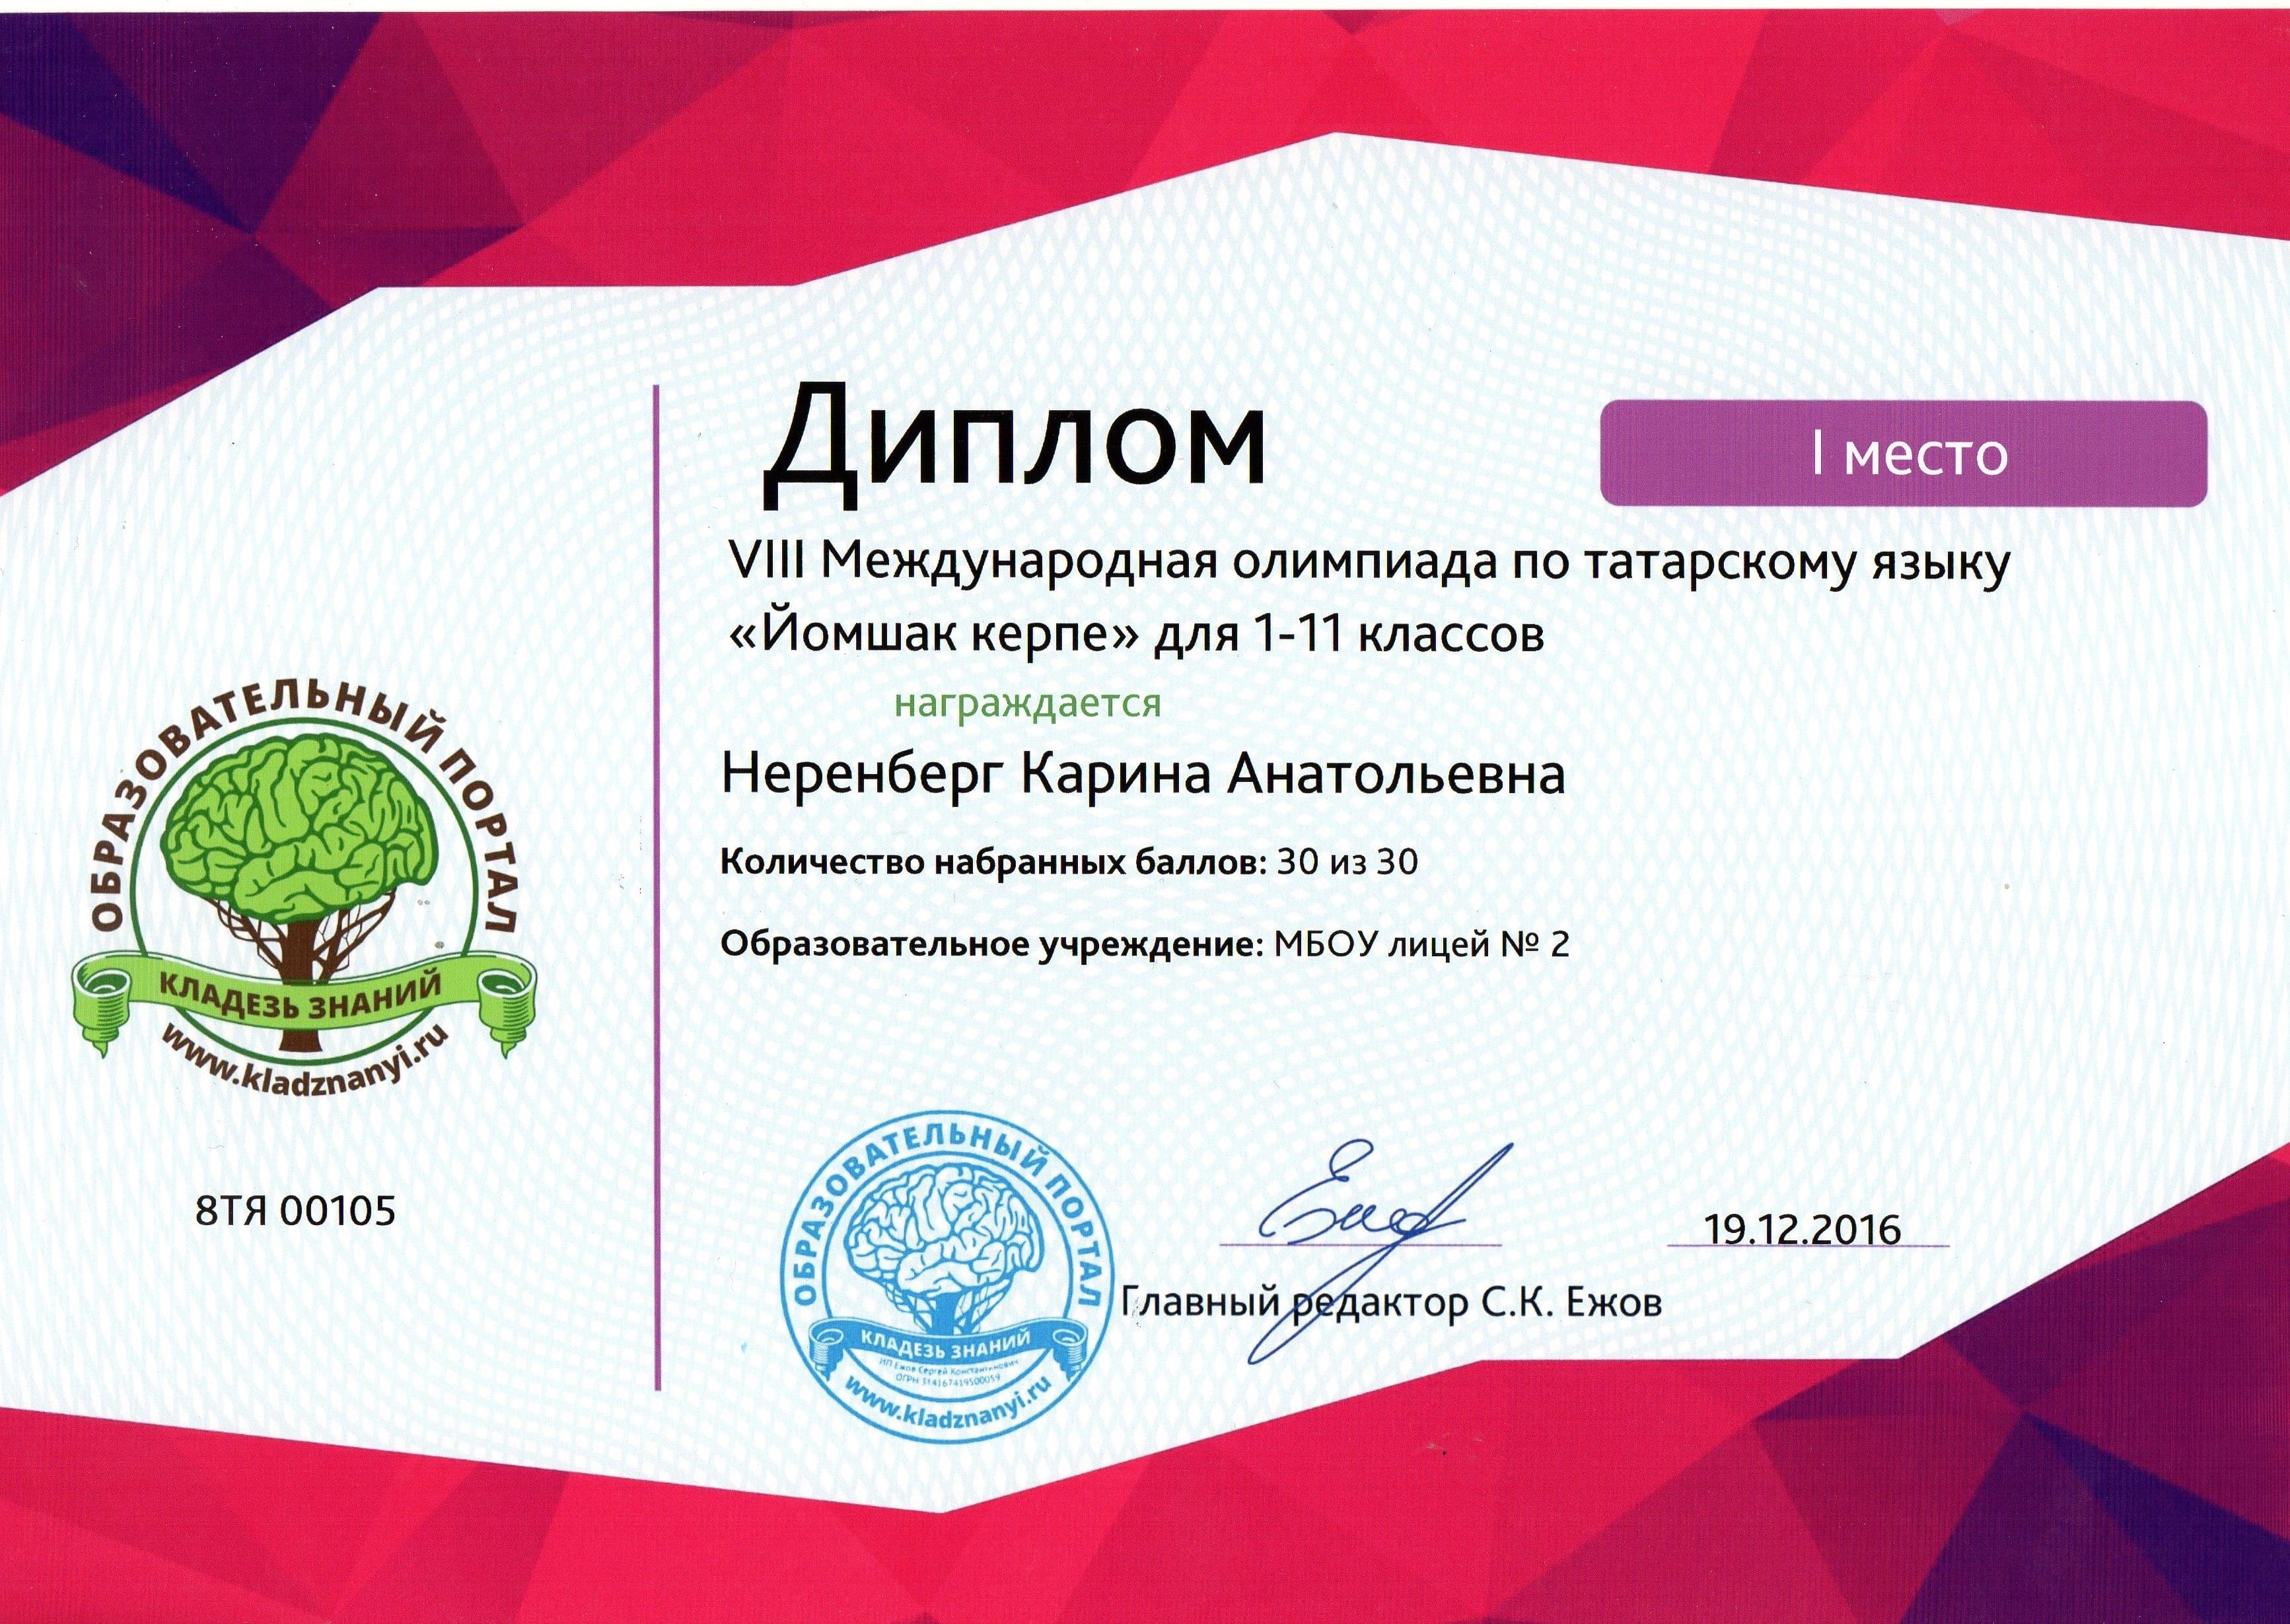 Диплом
I место
VIII Международная олимпиада по татарскому языку
«Йомшак керпе» для 1-11 классов
награждается
Неренберг Карина Анатольевна
Количество набранных баллов: 30 из 30
Образовательное учреждение: МБОУ лицей № 2
ОБРАЗОВАТЕЛЬНЫЙ ПОРТАЛ
КЛАДЕЗЬ ЗНАНИЙ
www.kladznanyi.ru
8ТЯ 00105
ОБРАЗОВАТЕЛЬНЫЙ ПОРТАЛ
КЛАДЕЗЬ ЗНАНИЙ
ИП Ежов Сергей Константинович
ОГРН 314167419500059
www.kladznanyi.ru
19.12.2016
Главный редактор С.К. Ежов